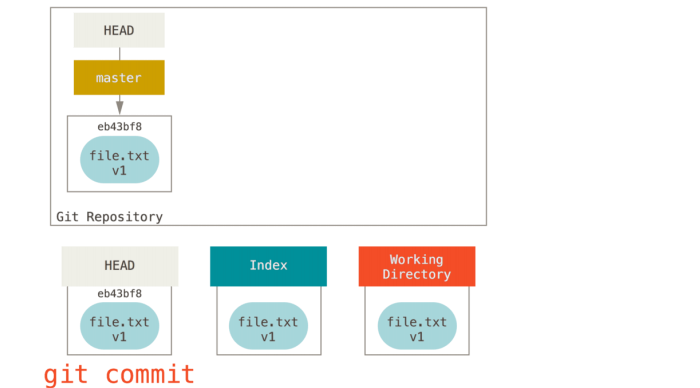 HEAD
master
eb43bf8
file.txt
v1
Git Repository
HEAD
Index
Working
Directory
eb43bf8
file.txt
v1
file.txt
v1
file.txt
v1
git commit